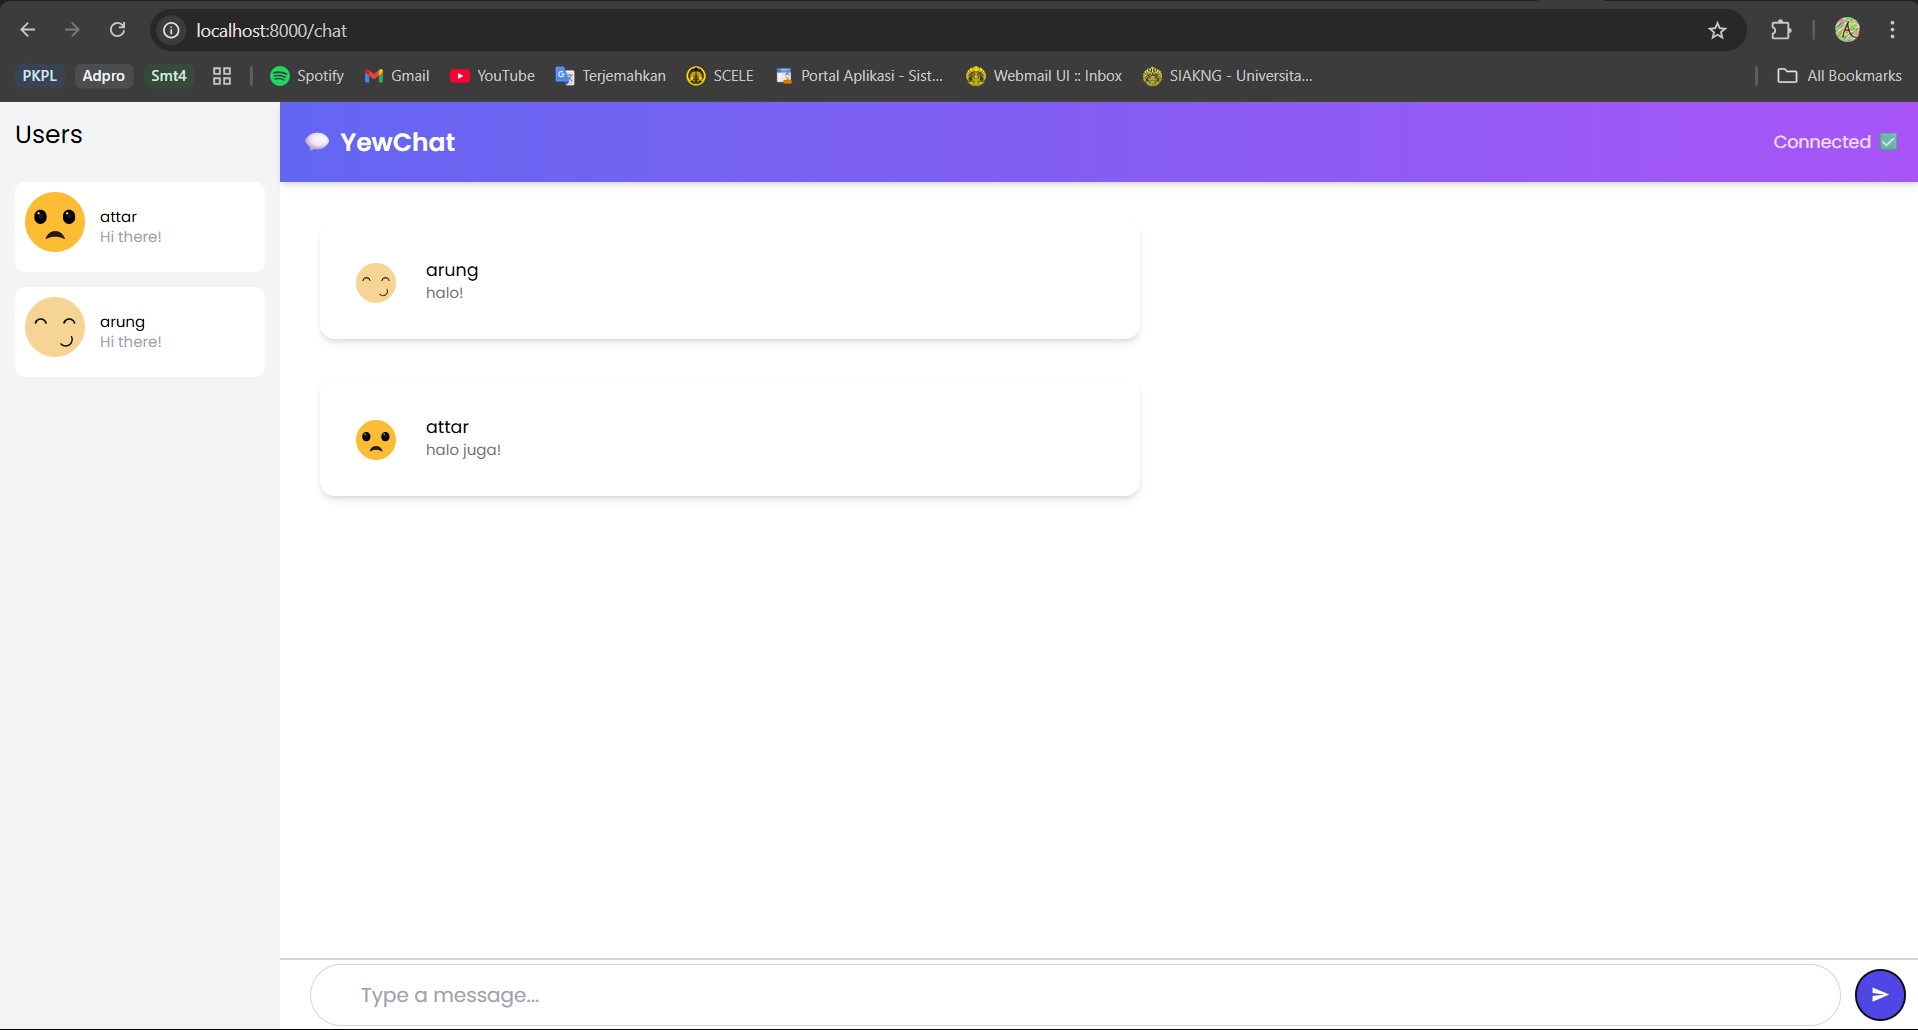 localhost:8000/chat
PKPL Adpro Smt4 Spotify Gmail YouTube Terjemahkan SCELE Portal Aplikasi - Sist... Webmail UI :: Inbox SIAKNG - Universita... All Bookmarks
Users
attar
Hi there!
arung
Hi there!
YewChat
Connected ✅
arung
halo!
attar
halo juga!
Type a message...